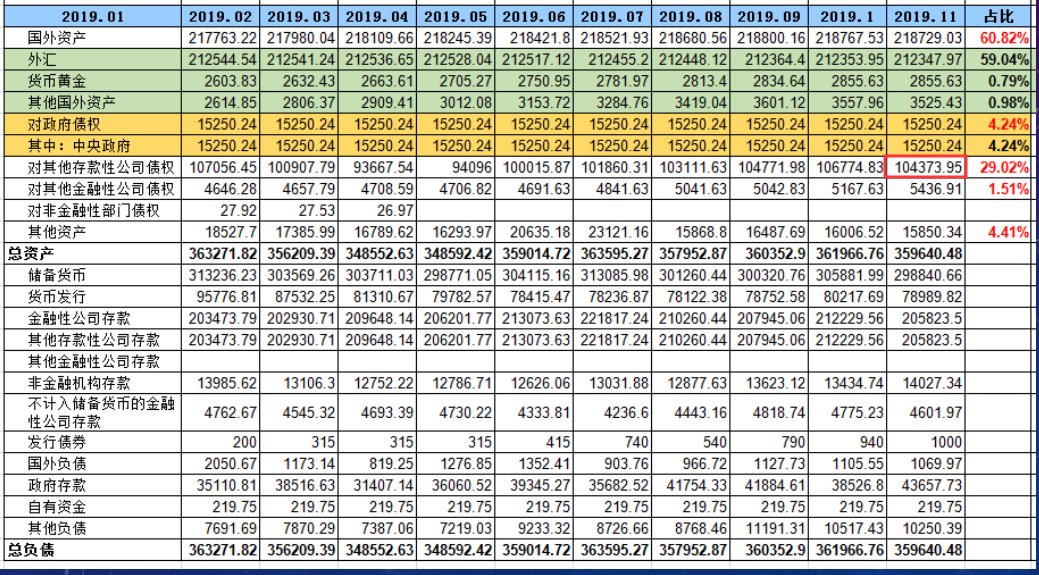 2019.01 2019.02 2019.03 2019.04 2019.05 2019.06 2019.07 2019.08 2019.09 2019.1 2019.11 占比
国外资产 217763.22 217980.04 218109.66 218245.39 218421.8 218521.93 218680.56 218800.16 218767.53 218729.03 60.82%
外汇 212544.54 212541.24 212536.65 212528.04 212517.12 212455.2 212448.12 212364.4 212353.95 212347.97 59.04%
货币黄金 2603.83 2632.43 2663.61 2705.27 2750.95 2781.97 2813.4 2834.64 2855.63 2855.63 0.79%
其他国外资产 2614.85 2806.37 2909.41 3012.08 3153.72 3284.76 3419.04 3601.12 3557.96 3525.43 0.98%
对政府债权 15250.24 15250.24 15250.24 15250.24 15250.24 15250.24 15250.24 15250.24 15250.24 15250.24 4.24%
其中：中央政府 15250.24 15250.24 15250.24 15250.24 15250.24 15250.24 15250.24 15250.24 15250.24 15250.24 4.24%
对其他存款性公司债权 107056.45 100907.79 93667.54 94096 100015.87 101860.31 103111.63 104771.98 106774.83 104373.95 29.02%
对其他金融性公司债权 4646.28 4657.79 4708.59 4706.82 4691.63 4841.63 5041.63 5042.83 5167.63 5436.91 1.51%
对非金融性部门债权 27.92 27.53 26.97
其他资产 18527.7 17385.99 16789.62 16293.97 20635.18 23121.16 15868.8 16487.69 16006.52 15850.34 4.41%
总资产 363271.82 356209.39 348552.63 348592.42 359014.72 363595.27 357952.87 360352.9 361966.76 359640.48
储备货币 313236.23 303569.26 303711.03 298771.05 304115.16 313085.98 301260.44 300320.76 305881.99 298840.66
货币发行 95776.81 87532.25 81310.67 79782.57 78415.47 78236.87 78122.38 78752.58 80217.69 78989.82
金融性公司存款 203473.79 202930.71 209648.14 206201.77 213073.63 221817.24 210260.44 207945.06 212229.56 205823.5
其他存款性公司存款 203473.79 202930.71 209648.14 206201.77 213073.63 221817.24 210260.44 207945.06 212229.56 205823.5
其他金融性公司存款
非金融机构存款 13985.62 13106.3 12752.22 12786.71 12626.06 13031.88 12877.63 13623.12 13434.74 14027.34
不计入储备货币的金融
性公司存款 4762.67 4545.32 4693.39 4730.22 4333.81 4236.6 4443.16 4818.74 4775.23 4601.97
发行债券 200 315 315 315 415 740 540 790 940 1000
国外负债 2050.67 1173.14 819.25 1276.85 1352.41 903.76 966.72 1127.73 1105.55 1069.97
政府存款 35110.81 38516.63 31407.14 36060.52 39345.27 35682.52 41754.33 41884.61 38526.8 43657.73
自有资金 219.75 219.75 219.75 219.75 219.75 219.75 219.75 219.75 219.75 219.75
其他负债 7691.69 7870.29 7387.06 7219.03 9233.32 8726.66 8768.46 11191.31 10517.43 10250.39
总负债 363271.82 356209.39 348552.63 348592.42 359014.72 363595.27 357952.87 360352.9 361966.76 359640.48